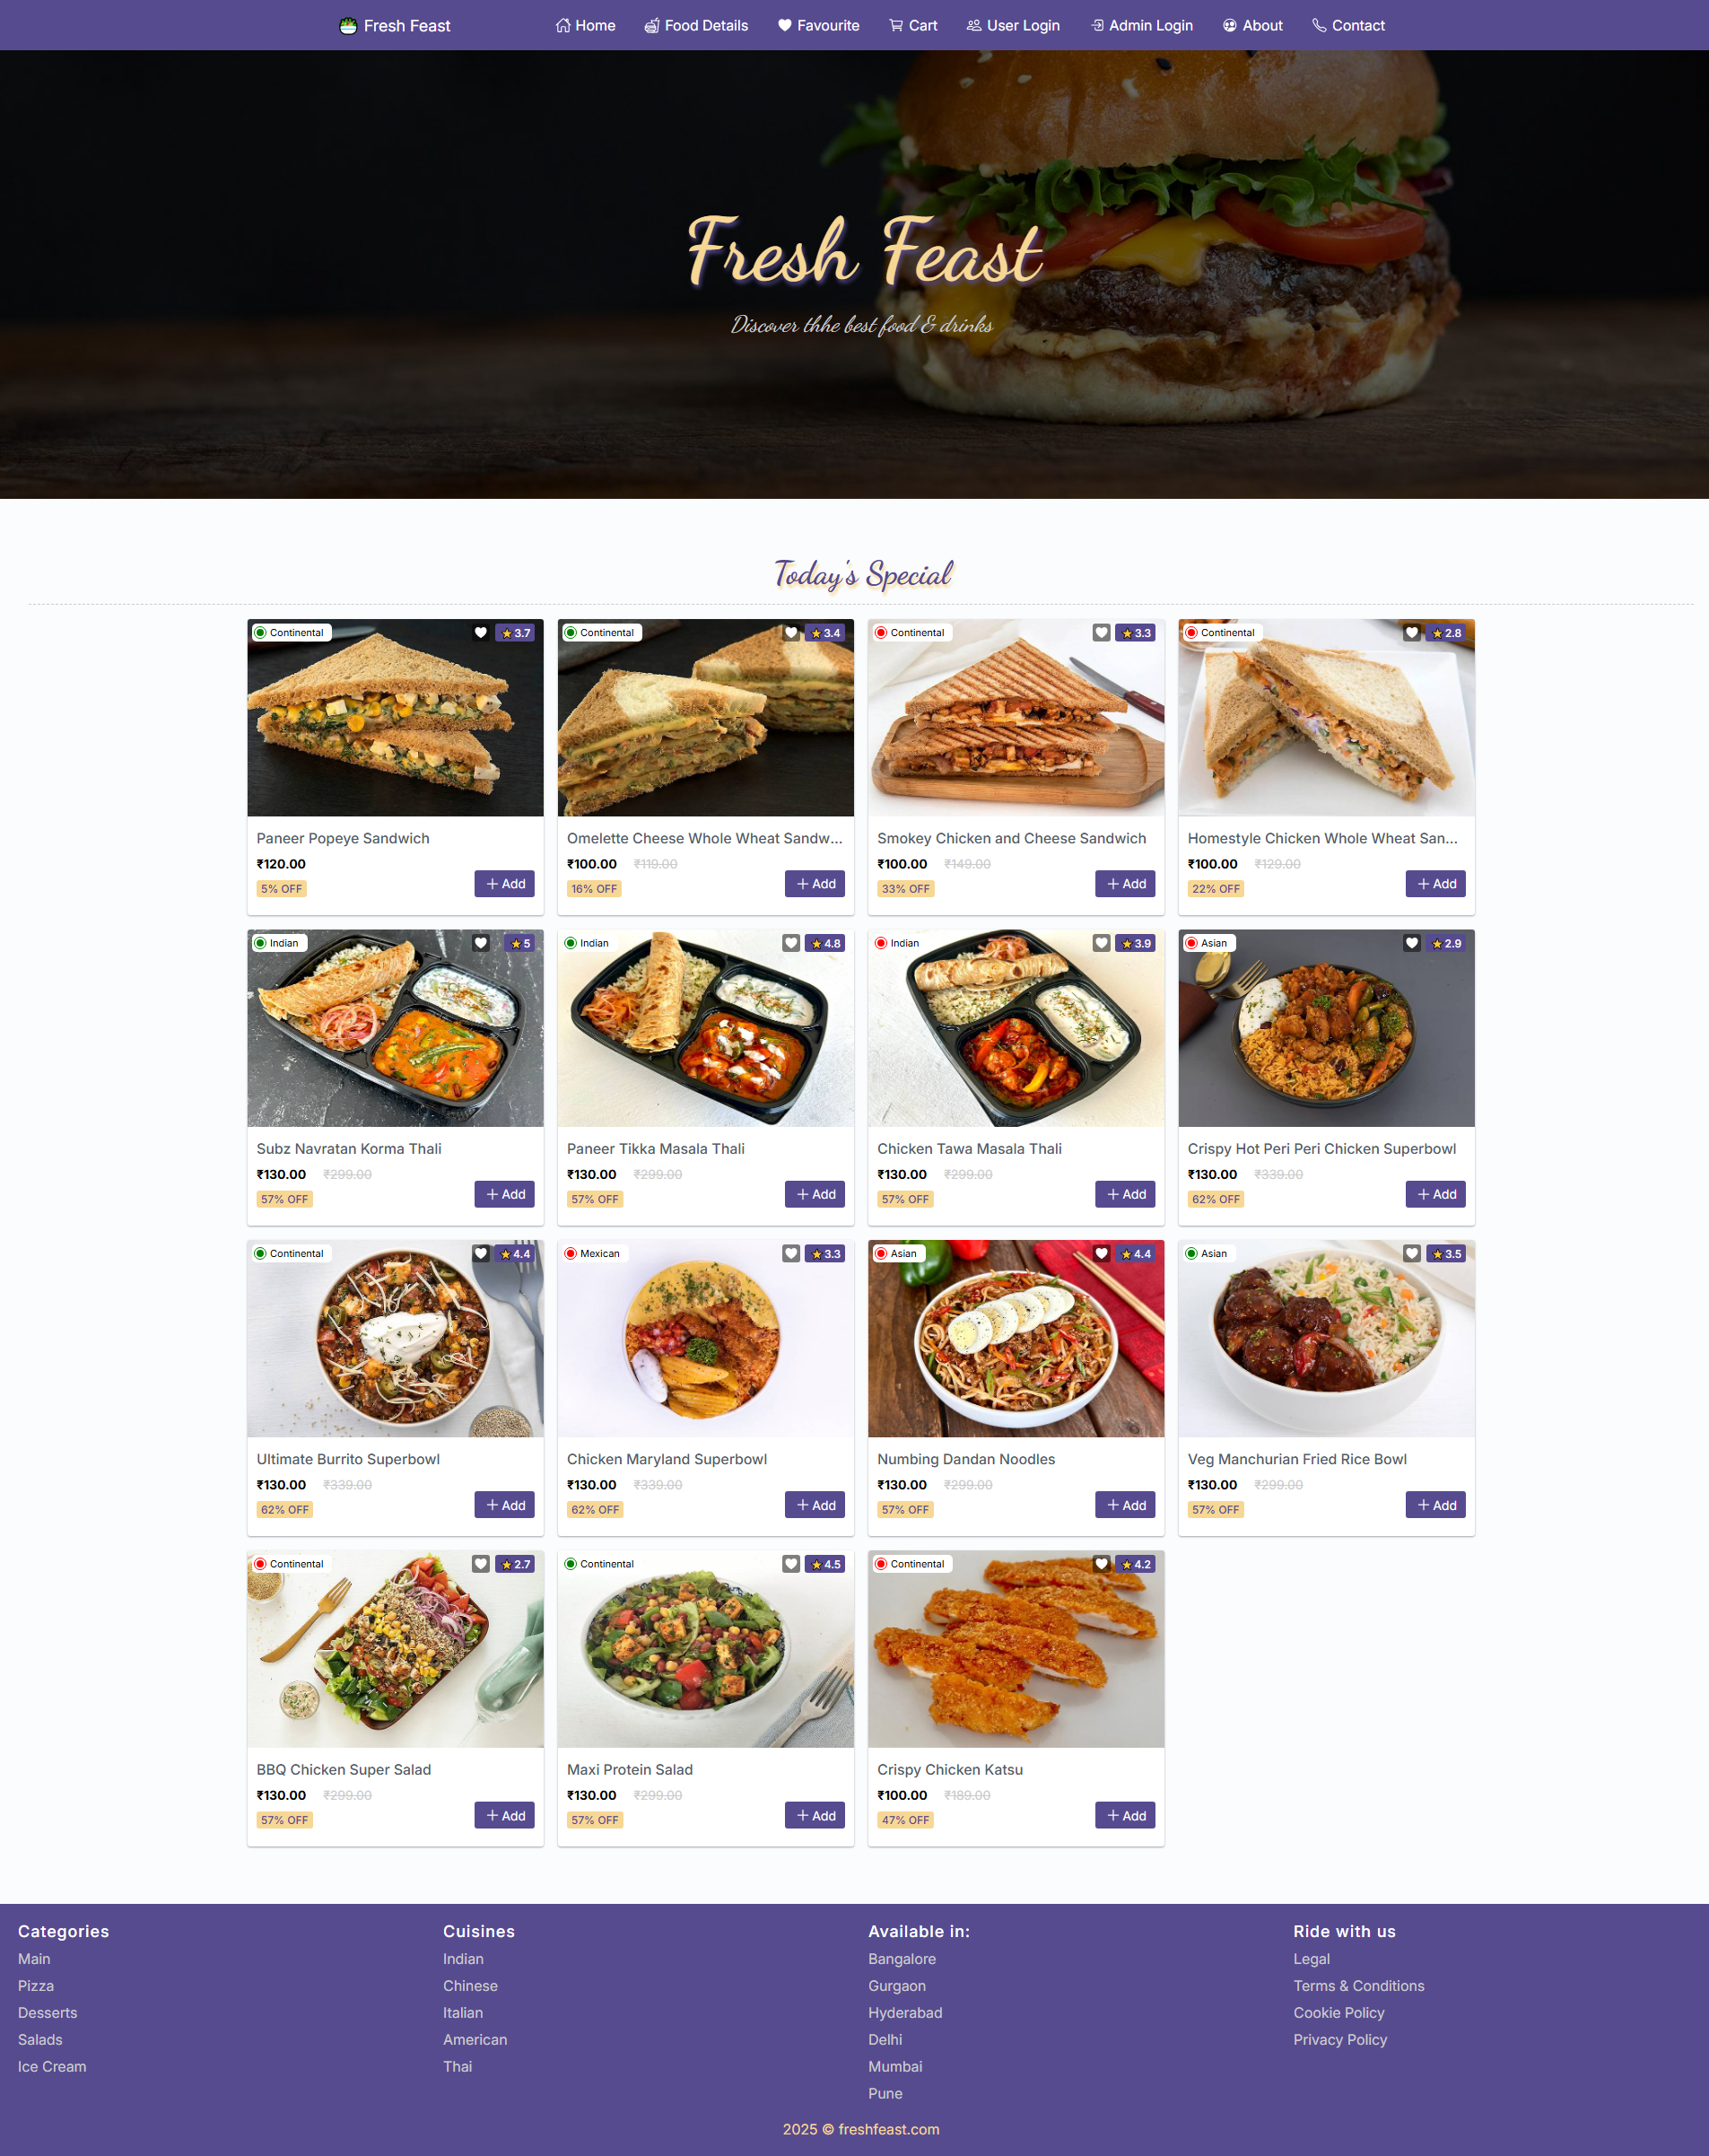 Fresh Feast Home Food Details Favourite Cart User Login Admin Login About Contact
Fresh Feast
Discover thhe best food & drinks
Today's Special
Continental 3.7
Paneer Popeye Sandwich
₹120.00
5% OFF + Add
Continental 3.4
Omelette Cheese Whole Wheat Sandw...
₹100.00 ₹119.00
16% OFF + Add
Continental 3.3
Smokey Chicken and Cheese Sandwich
₹100.00 ₹149.00
33% OFF + Add
Continental 2.8
Homestyle Chicken Whole Wheat San...
₹100.00 ₹129.00
22% OFF + Add
Indian 5
Subz Navratan Korma Thali
₹130.00 ₹299.00
57% OFF + Add
Indian 4.8
Paneer Tikka Masala Thali
₹130.00 ₹299.00
57% OFF + Add
Indian 3.9
Chicken Tawa Masala Thali
₹130.00 ₹299.00
57% OFF + Add
Asian 2.9
Crispy Hot Peri Peri Chicken Superbowl
₹130.00 ₹339.00
62% OFF + Add
Continental 4.4
Ultimate Burrito Superbowl
₹130.00 ₹339.00
62% OFF + Add
Mexican 3.3
Chicken Maryland Superbowl
₹130.00 ₹339.00
62% OFF + Add
Asian 4.4
Numbing Dandan Noodles
₹130.00 ₹299.00
57% OFF + Add
Asian 3.5
Veg Manchurian Fried Rice Bowl
₹130.00 ₹299.00
57% OFF + Add
Continental 2.7
BBQ Chicken Super Salad
₹130.00 ₹299.00
57% OFF + Add
Continental 4.5
Maxi Protein Salad
₹130.00 ₹299.00
57% OFF + Add
Continental 4.2
Crispy Chicken Katsu
₹100.00 ₹189.00
47% OFF + Add
Categories
Main
Pizza
Desserts
Salads
Ice Cream
Cuisines
Indian
Chinese
Italian
American
Thai
Available in:
Bangalore
Gurgaon
Hyderabad
Delhi
Mumbai
Pune
Ride with us
Legal
Terms & Conditions
Cookie Policy
Privacy Policy
2025 © freshfeast.com